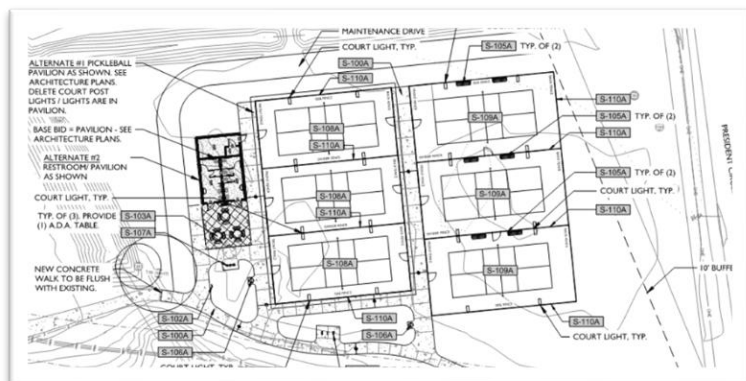 MAINTENANCE DRIVE
COURT LIGHT, TYP.
S-105A TYP. OF (2)
ALTERNATE #1 PICKLEBALL
PAVILION AS SHOWN. SEE
ARCHITECTURE PLANS.
DELETE COURT POST
LIGHTS / LIGHTS ARE IN
PAVILION.
S-100A
S-110A
BASE BID = PAVILION - SEE
ARCHITECTURE PLANS.
ALTERNATE #2
RESTROOM/ PAVILION
AS SHOWN
COURT LIGHT, TYP.
TYP. OF (3). PROVIDE
(1) A.D.A. TABLE.
S-103A
S-107A
NEW CONCRETE
WALK TO BE FLUSH
WITH EXISTING.
S-102A
S-100A
S-106A
S-108A
S-110A
S-108A
S-110A
S-108A
S-110A
S-106A
S-109A
S-109A
S-109A
S-110A
S-105A TYP. OF (2)
S-110A
S-105A TYP. OF (2)
COURT LIGHT, TYP.
S-110A
S-110A
COURT LIGHT, TYP.
10' BUFFE
PRESIDENT